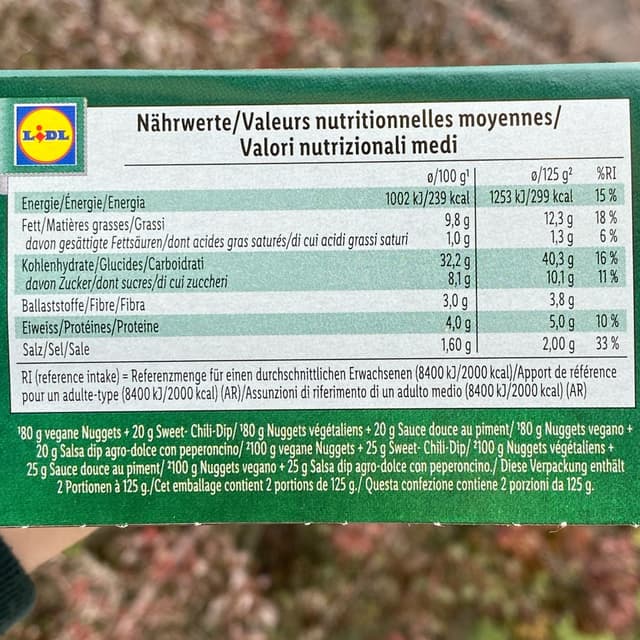 LIDL
Nährwerte/Valeurs nutritionnelles moyennes/
Valori nutrizionali medi
ø/100 g¹ ø/125 g² %RI
Energie/Énergie/Energia 1002 kJ/239 kcal 1253 kJ/299 kcal 15 %
Fett/Matières grasses/Grassi 9,8 g 12,3 g 18 %
davon gesättigte Fettsäuren/dont acides gras saturés/di cui acidi grassi saturi 1,0 g 1,3 g 6 %
Kohlenhydrate/Glucides/Carboidrati 32,2 g 40,3 g 16 %
davon Zucker/dont sucres/di cui zuccheri 8,1 g 10,1 g 11 %
Ballaststoffe/Fibre/Fibra 3,0 g 3,8 g
Eiweiss/Protéines/Proteine 4,0 g 5,0 g 10 %
Salz/Sel/Sale 1,60 g 2,00 g 33 %
RI (reference intake) = Referenzmenge für einen durchschnittlichen Erwachsenen (8400 kJ/2000 kcal)/Apport de référence
pour un adulte-type (8400 kJ/2000 kcal) (AR)/Assunzioni di riferimento di un adulto medio (8400 kJ/2000 kcal) (AR)
¹80 g vegane Nuggets + 20 g Sweet- Chili-Dip/ ¹80 g Nuggets végétaliens + 20 g Sauce douce au piment/ ¹80 g Nuggets vegano +
20 g Salsa dip agro-dolce con peperoncino/ ²100 g vegane Nuggets + 25 g Sweet- Chili-Dip/ ²100 g Nuggets végétaliens +
25 g Sauce douce au piment/ ²100 g Nuggets vegano + 25 g Salsa dip agro-dolce con peperoncino./ Diese Verpackung enthält
2 Portionen à 125 g./Cet emballage contient 2 portions de 125 g./ Questa confezione contiene 2 porzioni da 125 g.